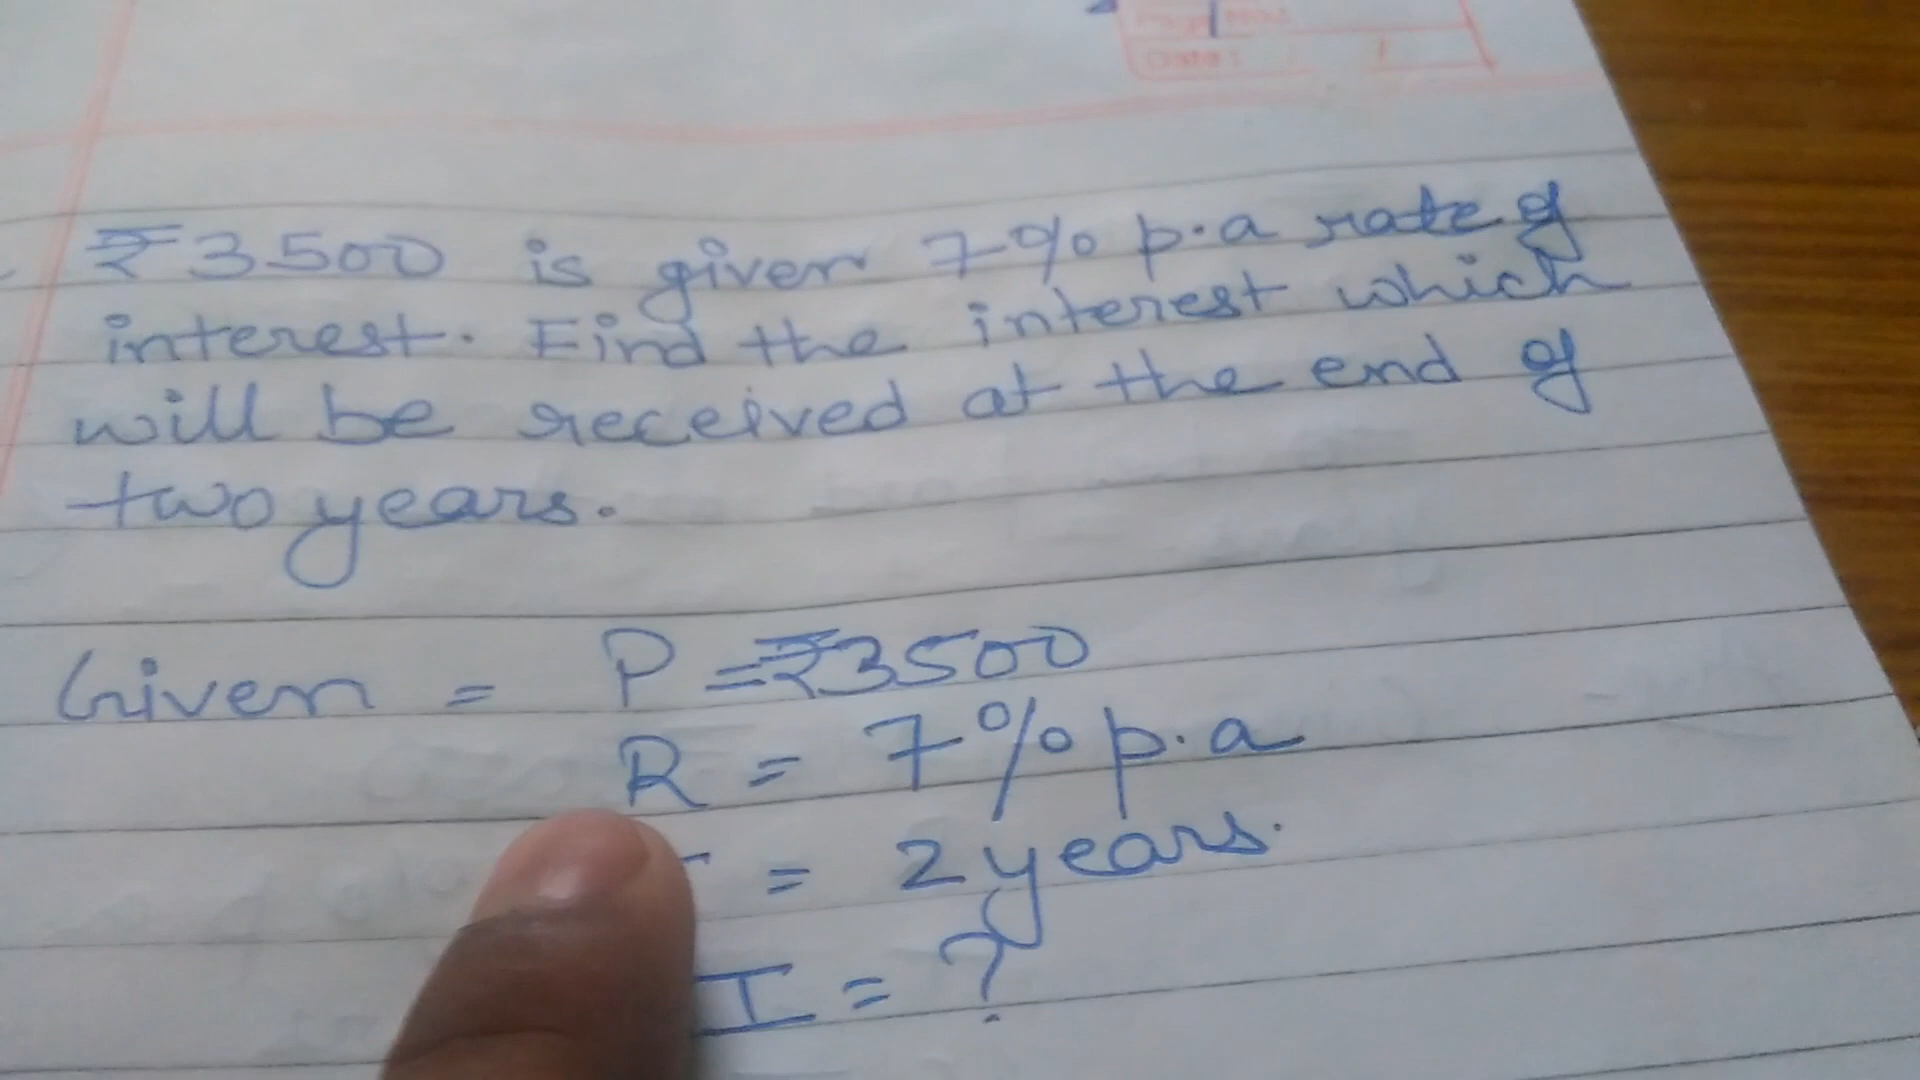 ₹3500 is given 7% p.a rate of
interest. Find the interest which
will be received at the end of
two years.
Given = P = ₹3500
R = 7% p.a
= 2 years.
I = ?